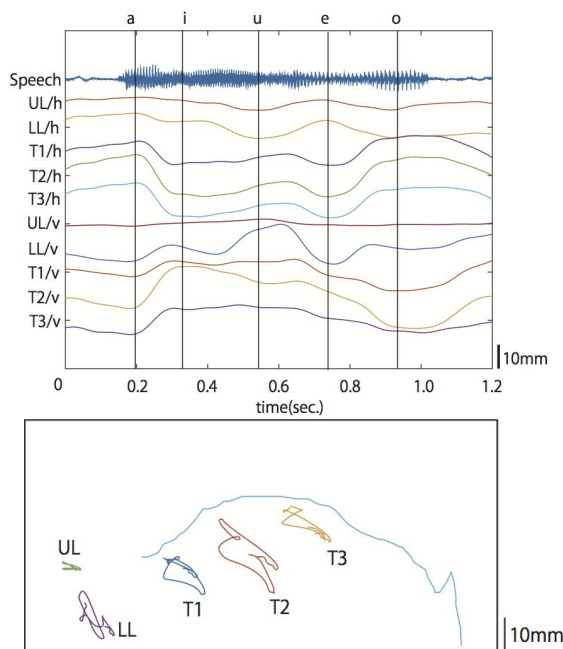 a i u e o
Speech
UL/h
LL/h
T1/h
T2/h
T3/h
UL/v
LL/v
T1/v
T2/v
T3/v
10mm
0 0.2 0.4 0.6 0.8 1.0 1.2
time(sec.)
UL
LL
T1
T2
T3
10mm